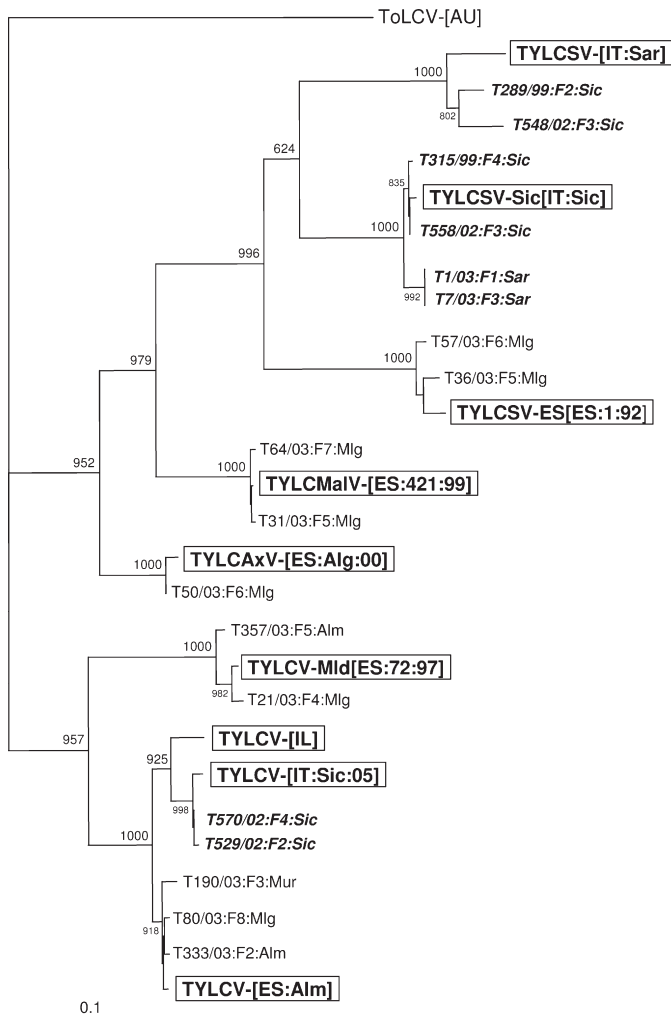 ToLCV-[AU]
TYLCSV-[IT:Sar]
1000
T289/99:F2:Sic
802
T548/02:F3:Sic
624
T315/99:F4:Sic
835
TYLCSV-Sic[IT:Sic]
1000
T558/02:F3:Sic
996
T1/03:F1:Sar
992
T7/03:F3:Sar
T57/03:F6:Mlg
979
1000
T36/03:F5:Mlg
TYLCSV-ES[ES:1:92]
T64/03:F7:Mlg
952
1000
TYLCMalV-[ES:421:99]
T31/03:F5:Mlg
TYLCAxV-[ES:Alg:00]
1000
T50/03:F6:Mlg
T357/03:F5:Alm
1000
TYLCV-Mld[ES:72:97]
982
T21/03:F4:Mlg
957
TYLCV-[IL]
925
TYLCV-[IT:Sic:05]
998
T570/02:F4:Sic
1000
T529/02:F2:Sic
T190/03:F3:Mur
T80/03:F8:Mlg
918
T333/03:F2:Alm
TYLCV-[ES:Alm]
0.1